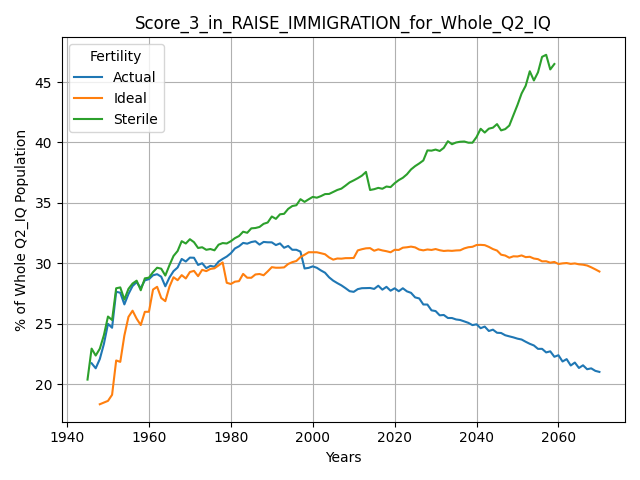 Score_3_in_RAISE_IMMIGRATION_for_Whole_Q2_IQ
Fertility
Actual
Ideal
Sterile
% of Whole Q2_IQ Population
45
40
35
30
25
20
1940 1960 1980 2000 2020 2040 2060
Years